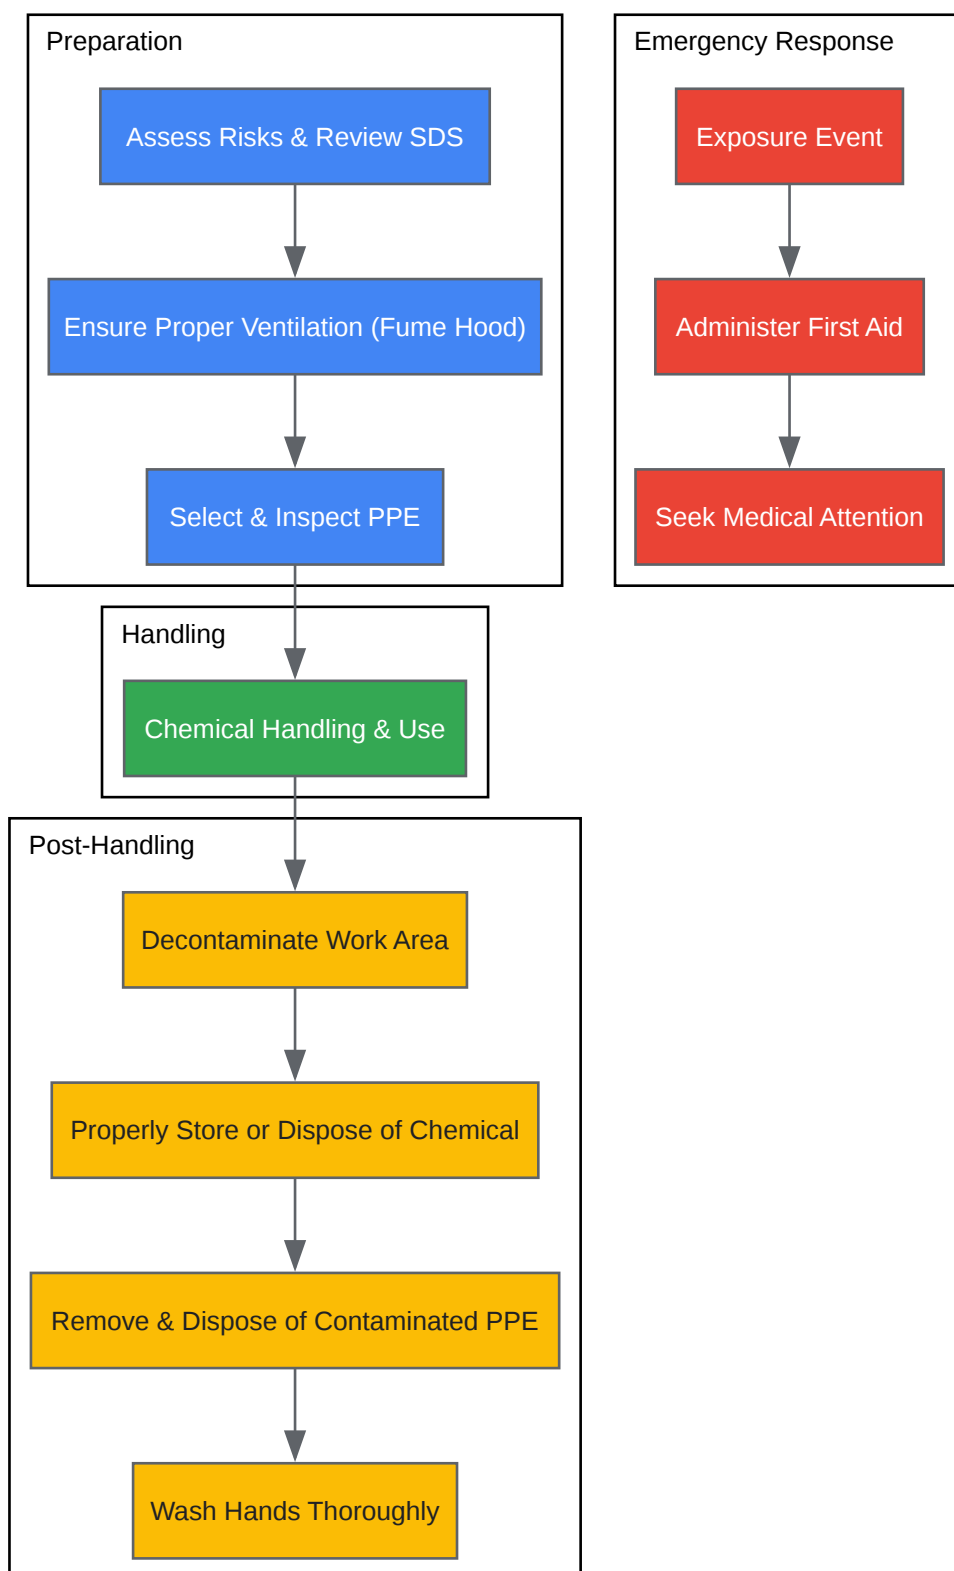 Preparation
Assess Risks & Review SDS
Ensure Proper Ventilation (Fume Hood)
Select & Inspect PPE
Handling
Chemical Handling & Use
Post-Handling
Decontaminate Work Area
Properly Store or Dispose of Chemical
Remove & Dispose of Contaminated PPE
Wash Hands Thoroughly
Emergency Response
Exposure Event
Administer First Aid
Seek Medical Attention